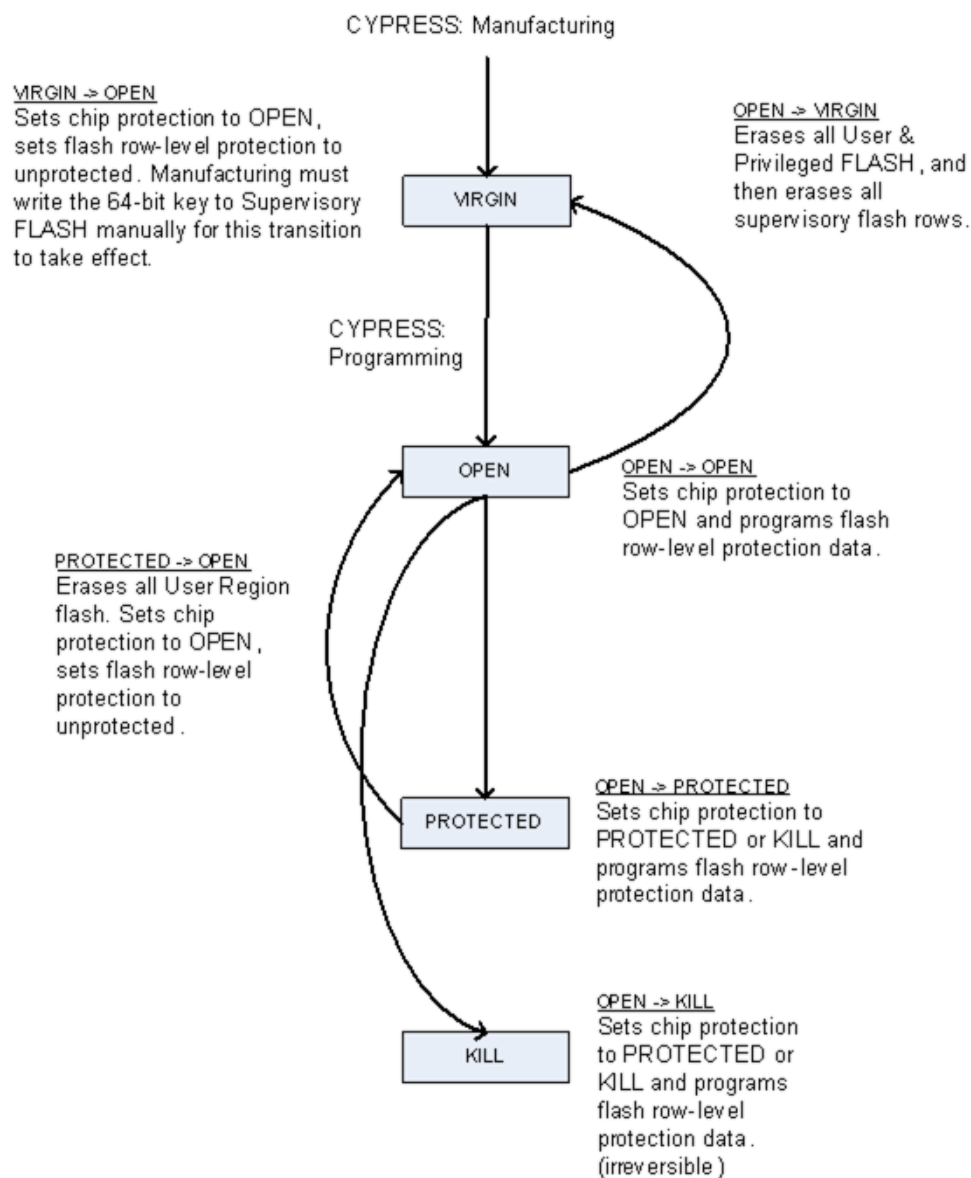 CYPRESS: Manufacturing
VIRGIN -> OPEN
Sets chip protection to OPEN,
sets flash row-level protection to
unprotected. Manufacturing must
write the 64-bit key to Supervisory
FLASH manually for this transition
to take effect.
OPEN -> VIRGIN
Erases all User &
Privileged FLASH, and
then erases all
supervisory flash rows.
VIRGIN
CYPRESS:
Programming
OPEN
OPEN -> OPEN
Sets chip protection to
OPEN and programs flash
row-level protection data.
PROTECTED -> OPEN
Erases all User Region
flash. Sets chip
protection to OPEN,
sets flash row-level
protection to
unprotected.
PROTECTED
OPEN -> PROTECTED
Sets chip protection to
PROTECTED or KILL and
programs flash row-level
protection data.
KILL
OPEN -> KILL
Sets chip protection
to PROTECTED or
KILL and programs
flash row-level
protection data.
(irreversible)